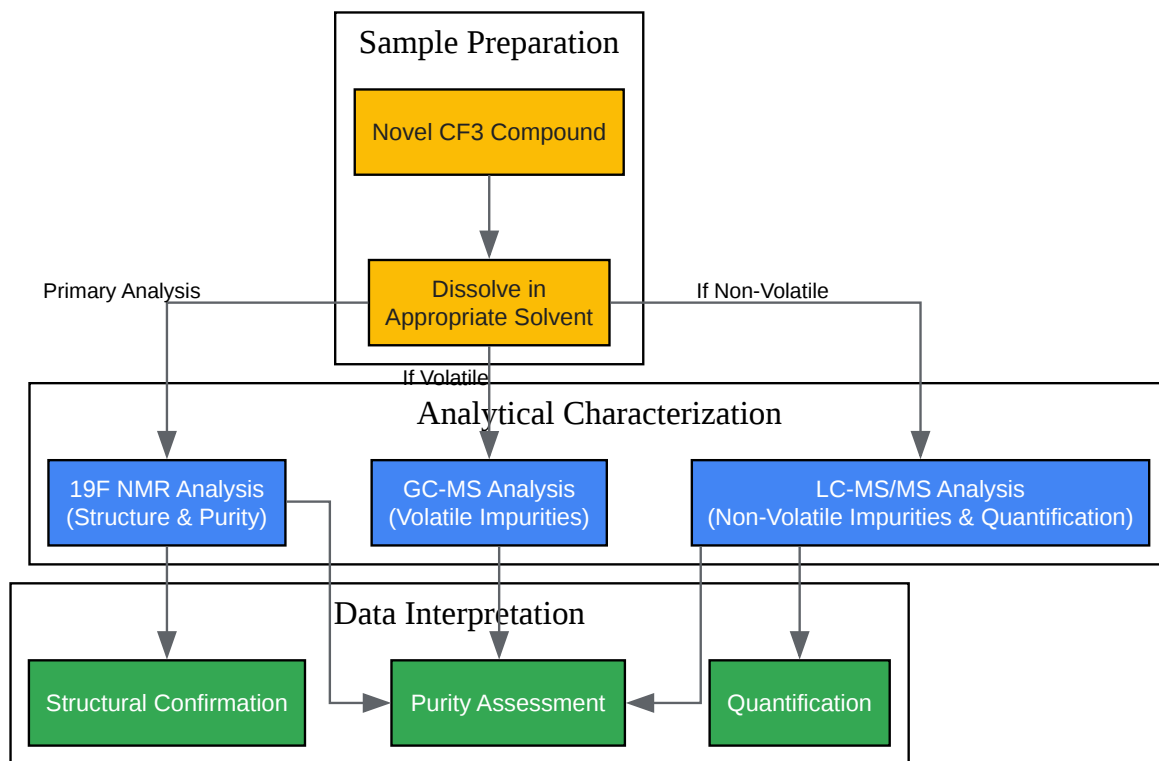 Sample Preparation
Novel CF3 Compound
Dissolve in
Appropriate Solvent
Primary Analysis
If Non-Volatile
If Volatile
Analytical Characterization
19F NMR Analysis
(Structure & Purity)
GC-MS Analysis
(Volatile Impurities)
LC-MS/MS Analysis
(Non-Volatile Impurities & Quantification)
Data Interpretation
Structural Confirmation
Purity Assessment
Quantification